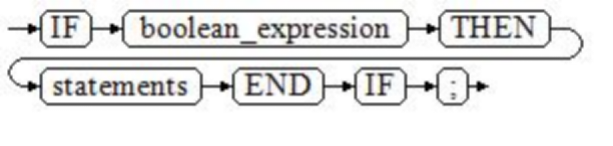 IF boolean_expression THEN
statements END IF ;